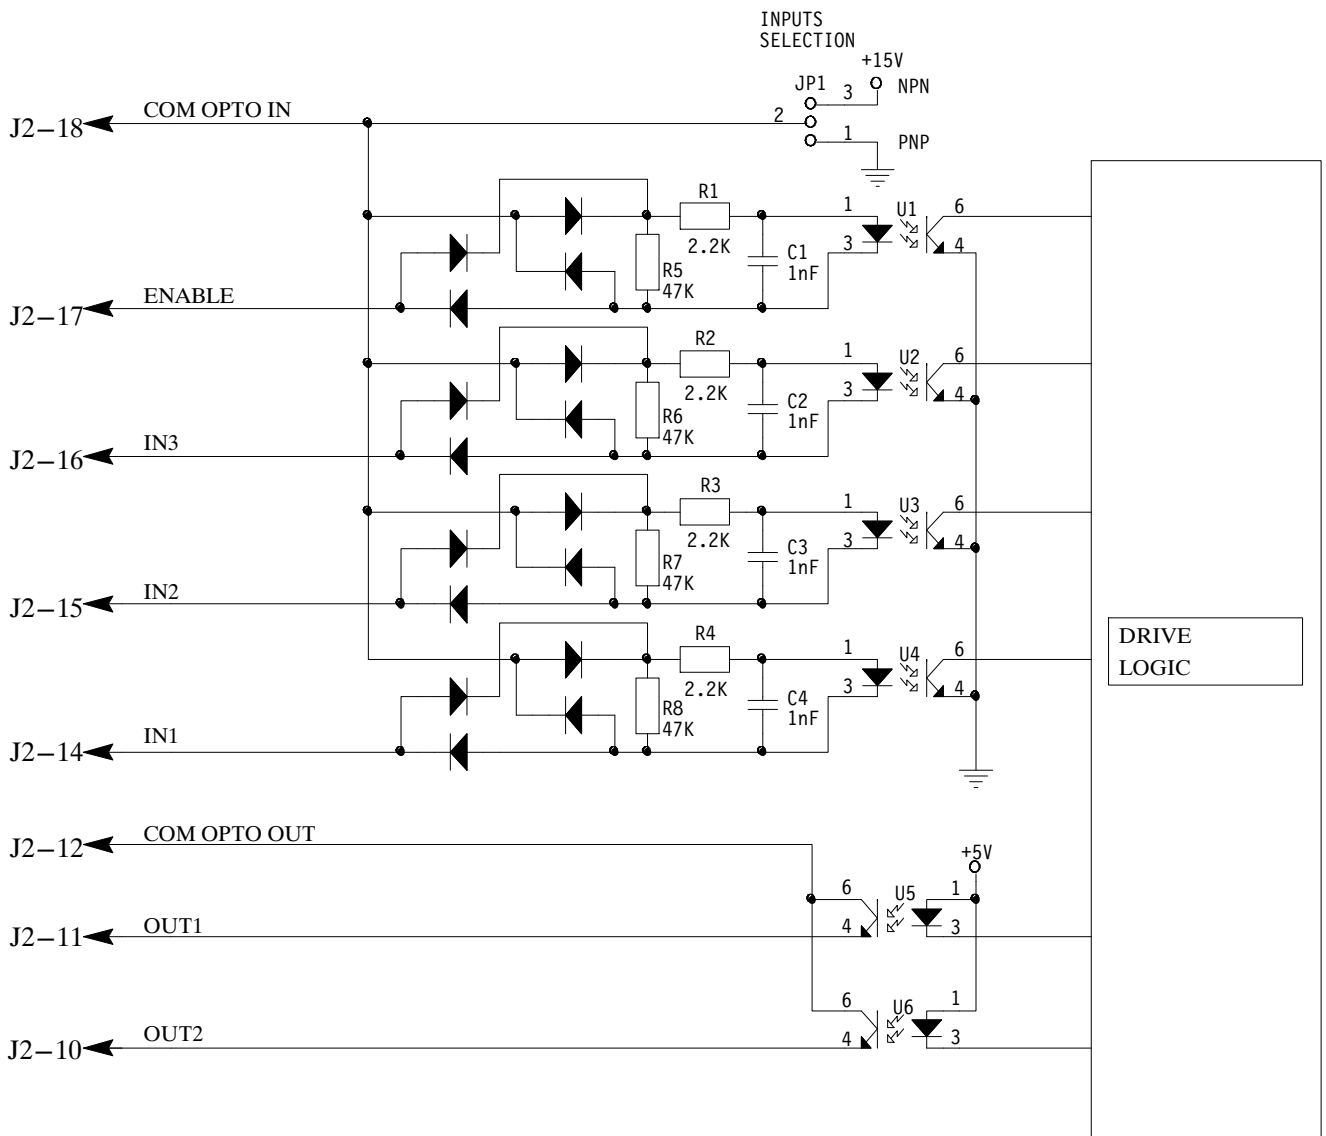 INPUTS
SELECTION
+15V
JP1
3
NPN
J2-18
COM OPTO IN
2
1
PNP
R1
1
U1
6
2.2K
3
4
C1
1nF
R5
47K
J2-17
ENABLE
R2
1
U2
6
2.2K
3
4
C2
1nF
R6
47K
J2-16
IN3
R3
1
U3
6
2.2K
3
4
C3
1nF
R7
47K
J2-15
IN2
R4
1
U4
6
2.2K
3
4
C4
1nF
R8
47K
J2-14
IN1
DRIVE
LOGIC
J2-12
COM OPTO OUT
+5V
6
U5
1
J2-11
OUT1
4
3
6
U6
1
J2-10
OUT2
4
3